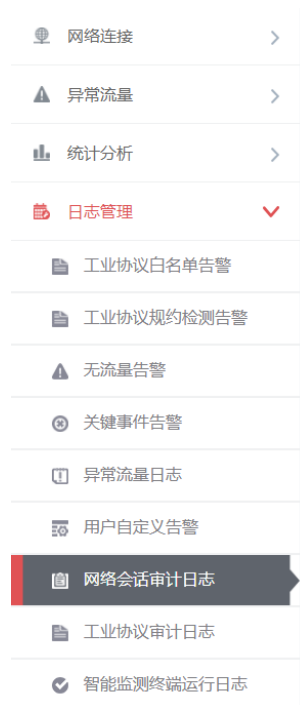 网络连接
异常流量
统计分析
日志管理
工业协议白名单告警
工业协议规约检测告警
无流量告警
关键事件告警
异常流量日志
用户自定义告警
网络会话审计日志
工业协议审计日志
智能监测终端运行日志